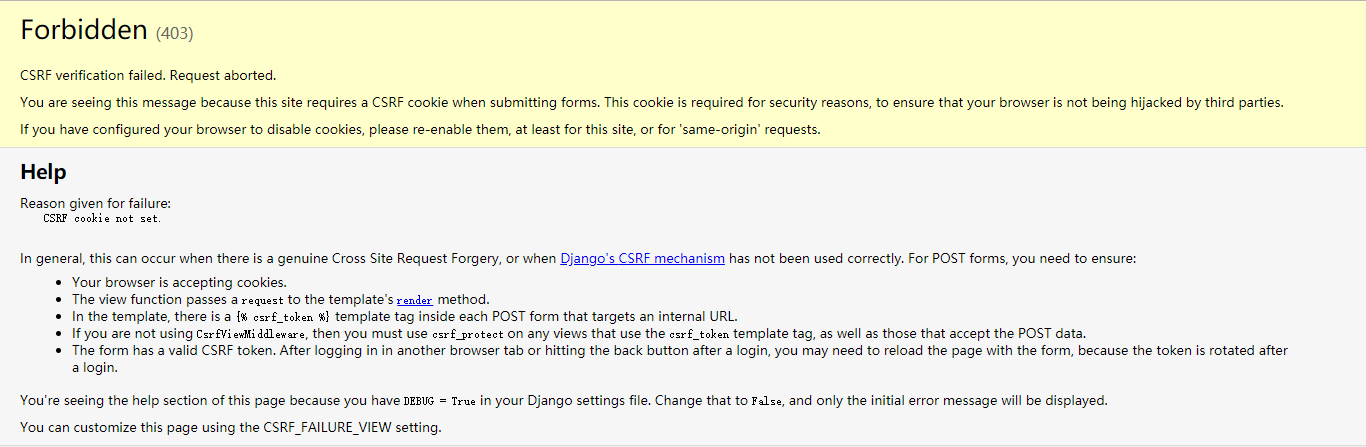 Forbidden (403)
CSRF verification failed. Request aborted.
You are seeing this message because this site requires a CSRF cookie when submitting forms. This cookie is required for security reasons, to ensure that your browser is not being hijacked by third parties.
If you have configured your browser to disable cookies, please re-enable them, at least for this site, or for 'same-origin' requests.
Help
Reason given for failure:
CSRF cookie not set.
In general, this can occur when there is a genuine Cross Site Request Forgery, or when Django's CSRF mechanism has not been used correctly. For POST forms, you need to ensure:
• Your browser is accepting cookies.
• The view function passes a request to the template's render method.
• In the template, there is a {% csrf_token %} template tag inside each POST form that targets an internal URL.
• If you are not using CsrfViewMiddleware, then you must use csrf_protect on any views that use the csrf_token template tag, as well as those that accept the POST data.
• The form has a valid CSRF token. After logging in in another browser tab or hitting the back button after a login, you may need to reload the page with the form, because the token is rotated after
a login.
You're seeing the help section of this page because you have DEBUG = True in your Django settings file. Change that to False, and only the initial error message will be displayed.
You can customize this page using the CSRF_FAILURE_VIEW setting.